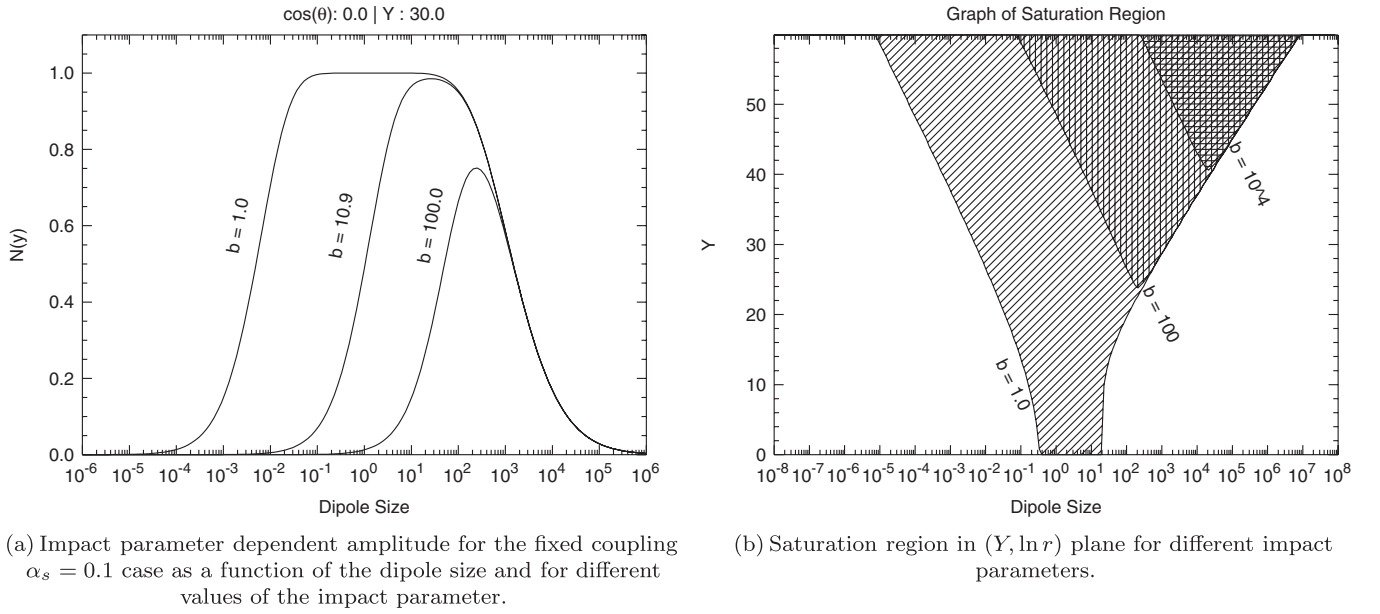 cos(θ): 0.0 | Y : 30.0
N(y)
1.0
0.8
0.6
0.4
0.2
0.0
b = 1.0
b = 10.9
b = 100.0
10^-6 10^-5 10^-4 10^-3 10^-2 10^-1 10^0 10^1 10^2 10^3 10^4 10^5 10^6
Dipole Size
(a) Impact parameter dependent amplitude for the fixed coupling
α_s = 0.1 case as a function of the dipole size and for different
values of the impact parameter.
Graph of Saturation Region
Y
50
40
30
20
10
0
b = 10^4
b = 100
b = 1.0
10^-8 10^-7 10^-6 10^-5 10^-4 10^-3 10^-2 10^-1 10^0 10^1 10^2 10^3 10^4 10^5 10^6 10^7 10^8
Dipole Size
(b) Saturation region in (Y, ln r) plane for different impact
parameters.